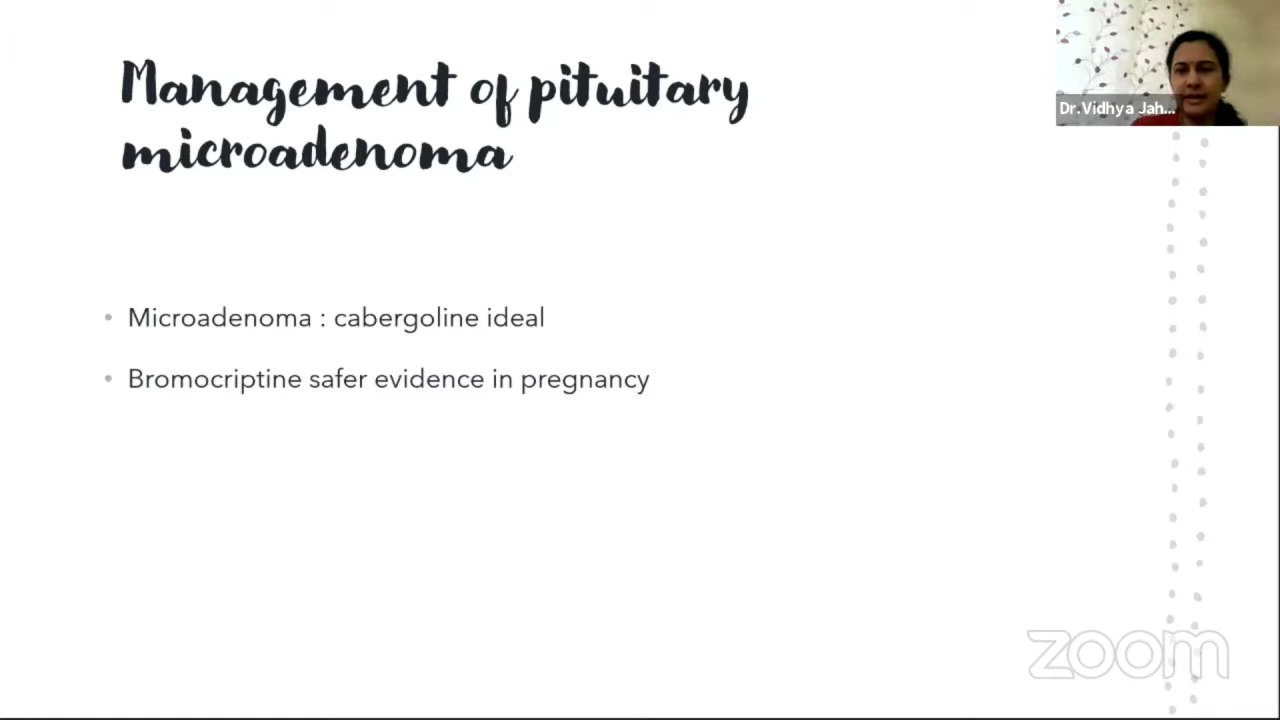 Management of pituitary
microadenoma
Dr.Vidhya Jah...
• Microadenoma : cabergoline ideal
• Bromocriptine safer evidence in pregnancy
zoom